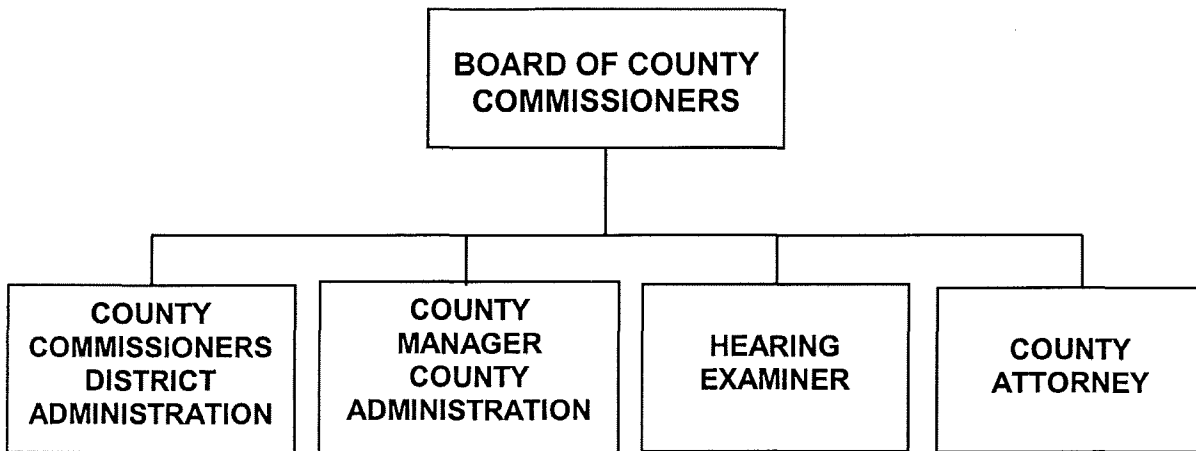 BOARD OF COUNTY
COMMISSIONERS
COUNTY
COMMISSIONERS
DISTRICT
ADMINISTRATION
COUNTY
MANAGER
COUNTY
ADMINISTRATION
HEARING
EXAMINER
COUNTY
ATTORNEY